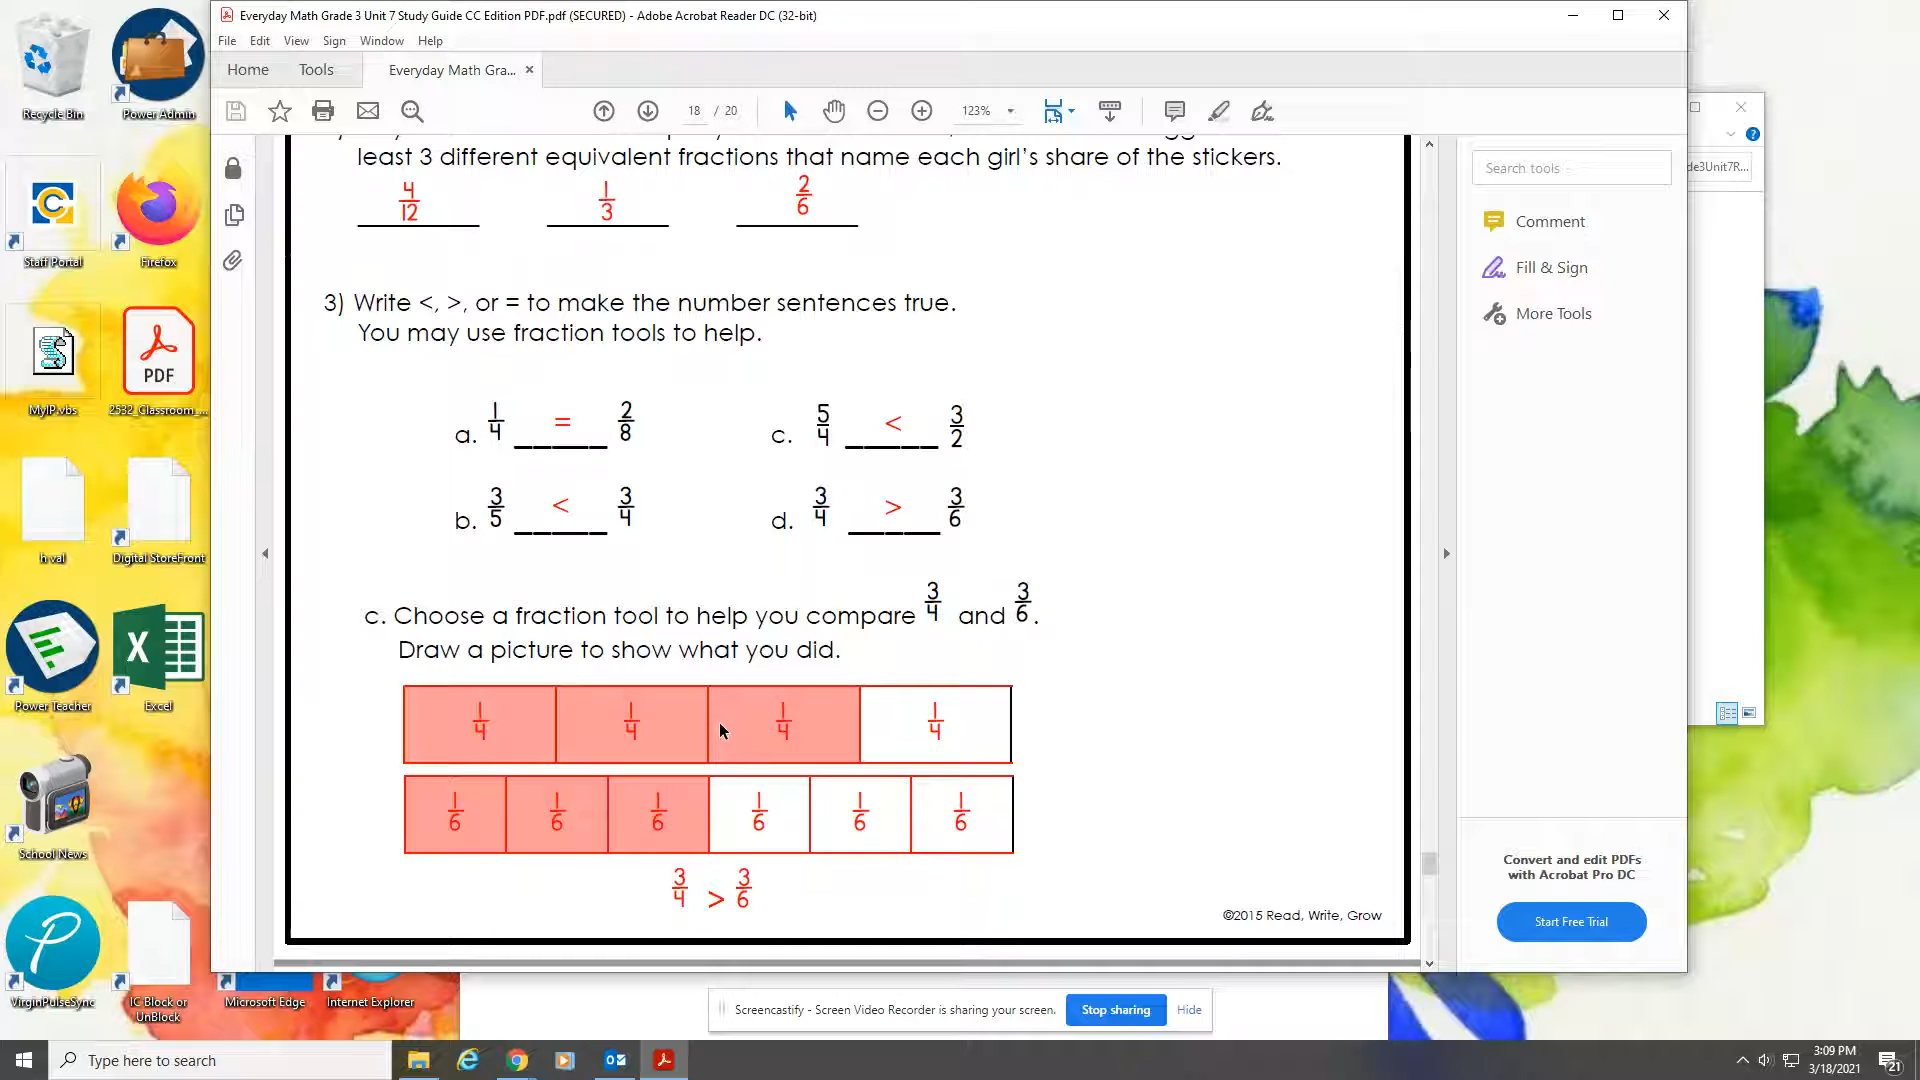 Everyday Math Grade 3 Unit 7 Study Guide CC Edition PDF.pdf (SECURED) - Adobe Acrobat Reader DC (32-bit)
File Edit View Sign Window Help
Home Tools Everyday Math Gra... ×
18 / 20 123%
least 3 different equivalent fractions that name each girl's share of the stickers.
4/12 1/3 2/6
3) Write <, >, or = to make the number sentences true.
You may use fraction tools to help.
a. 1/4 = 2/8 c. 5/4 < 3/2
b. 3/5 < 3/4 d. 3/4 > 3/6
c. Choose a fraction tool to help you compare 3/4 and 3/6.
Draw a picture to show what you did.
1/4 1/4 1/4 1/4
1/6 1/6 1/6 1/6 1/6 1/6
3/4 > 3/6
©2015 Read, Write, Grow
Search tools
Comment
Fill & Sign
More Tools
Convert and edit PDFs
with Acrobat Pro DC
Start Free Trial
de3Unit7R...
Recycle Bin
Power Admin
Staff Portal
Firefox
MyIP.vbs
PDF
2532_Classroom_...
h val
Digital StoreFront
Power Teacher
Excel
School News
VirginPulseSync
IC Block or
UnBlock
Microsoft Edge
Internet Explorer
Screencastify - Screen Video Recorder is sharing your screen. Stop sharing Hide
Type here to search
3:09 PM
3/18/2021
21